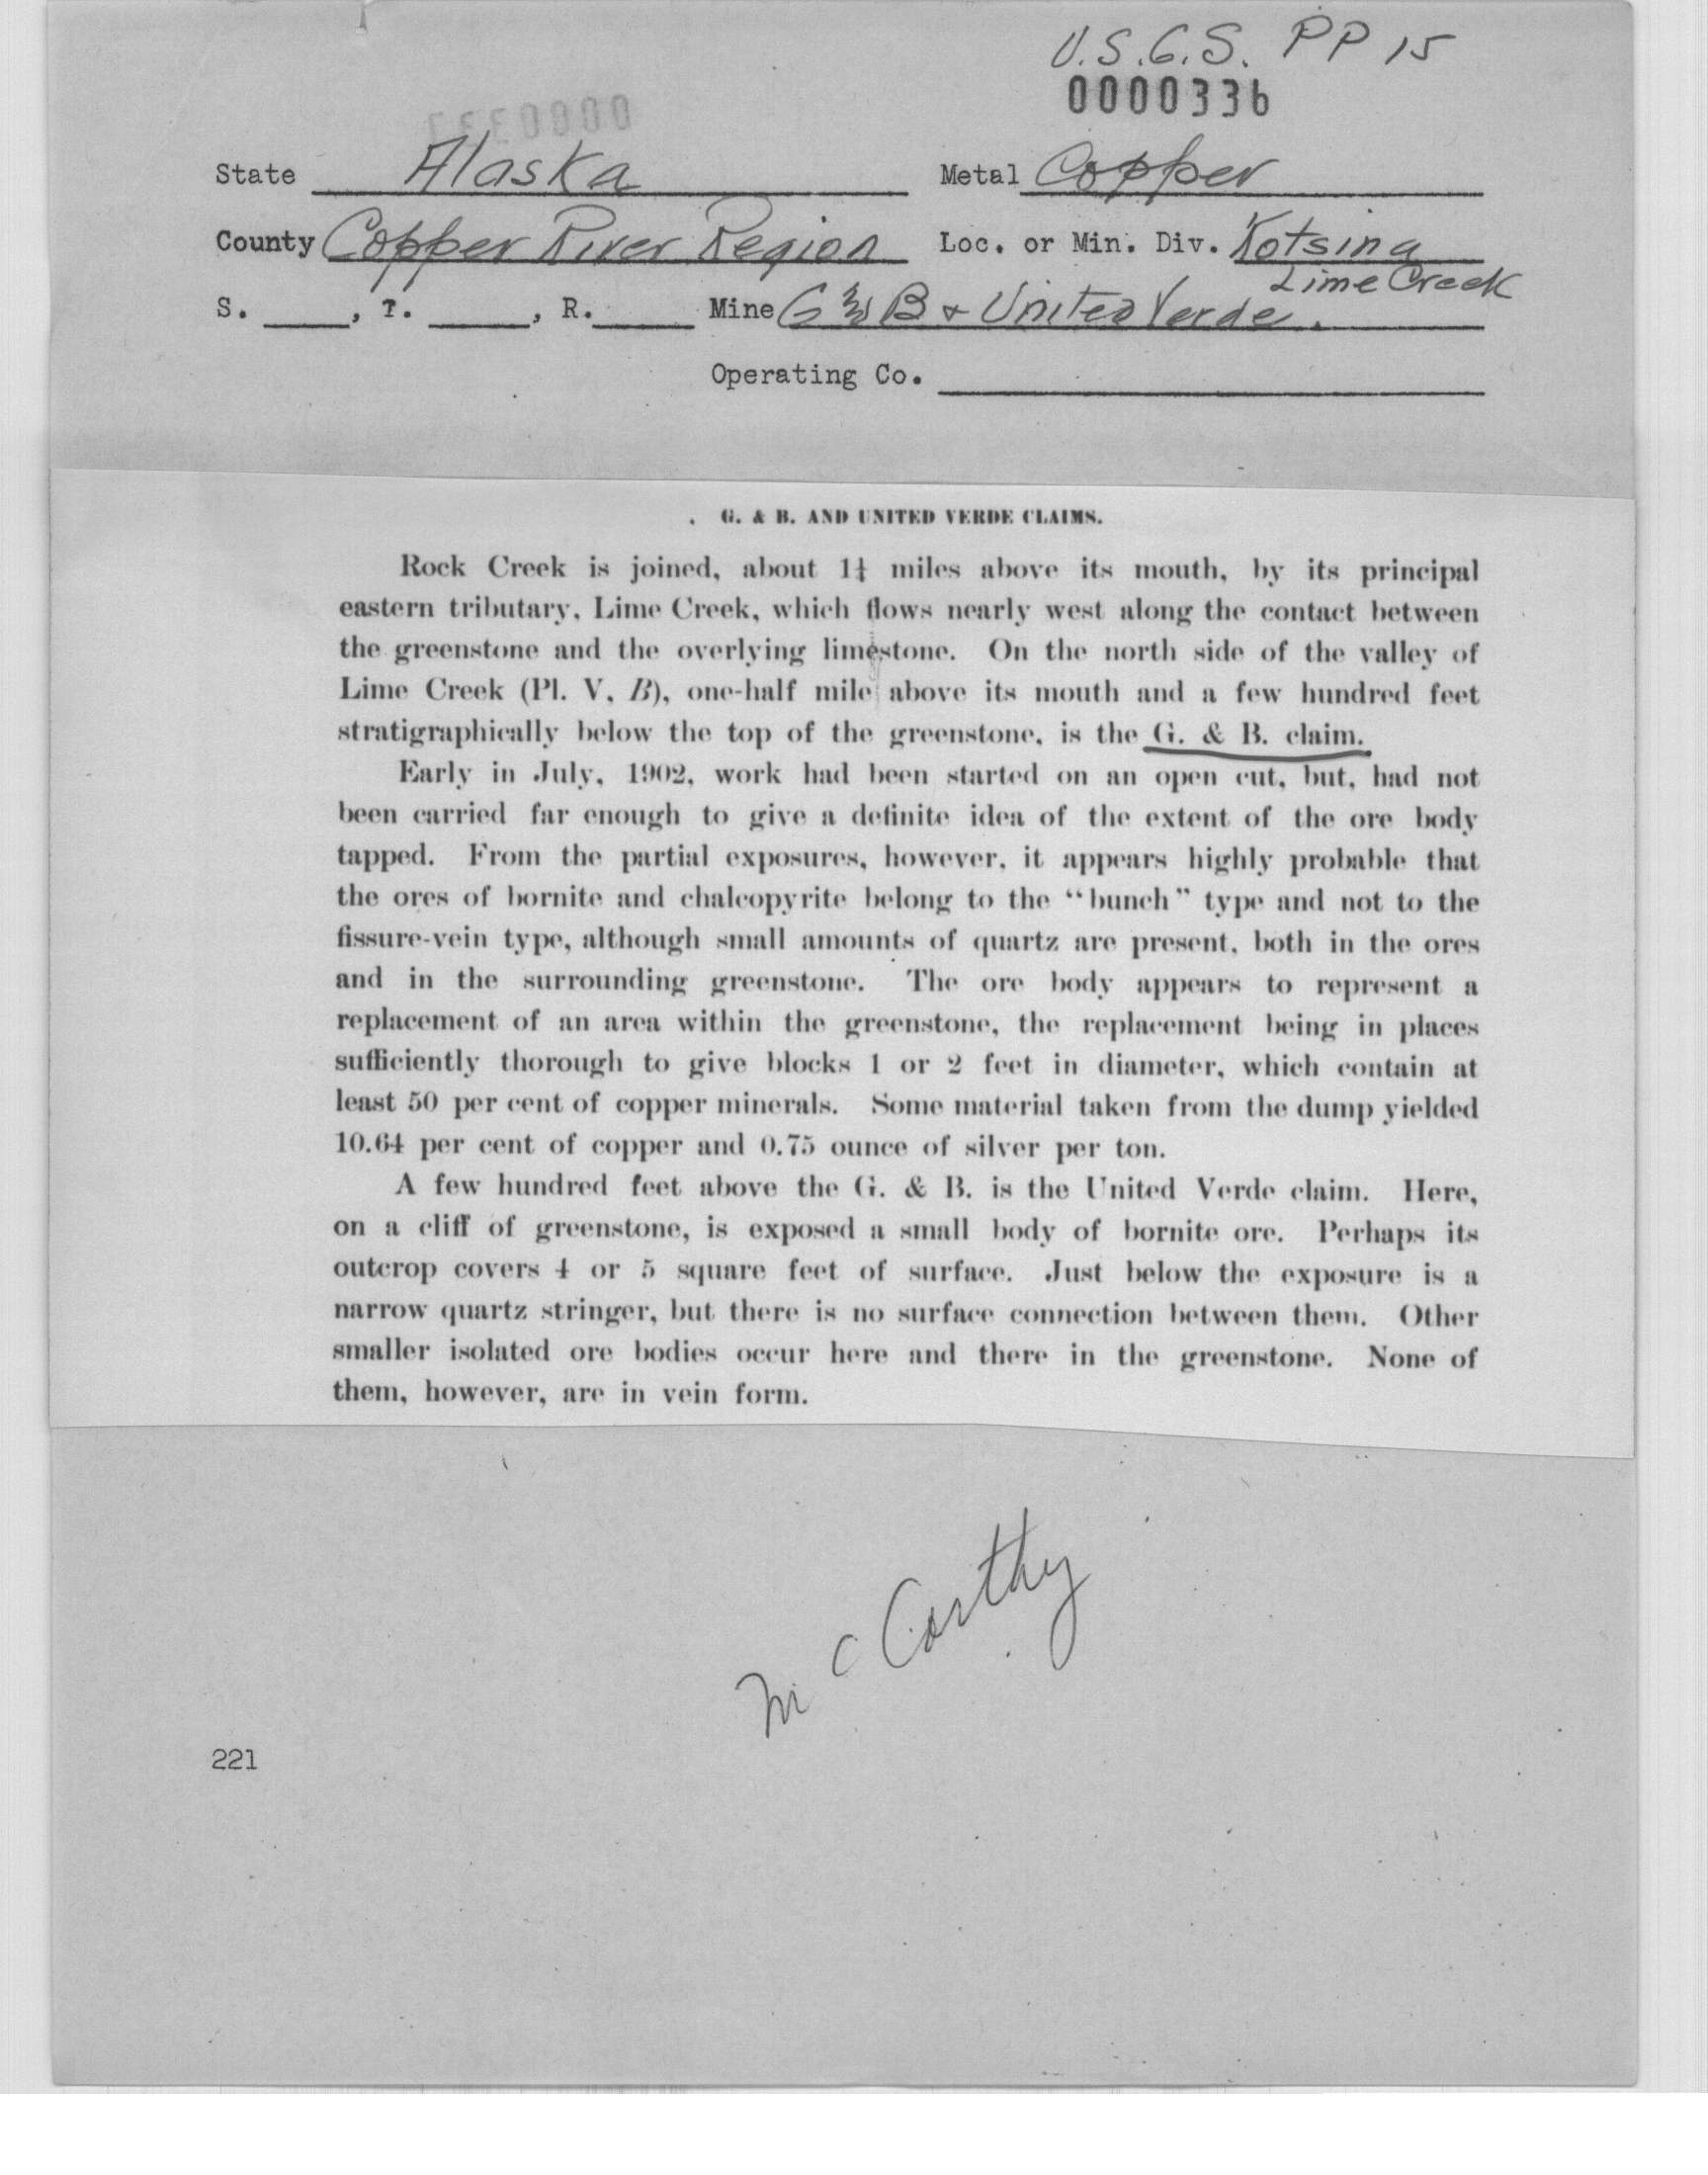 U.S.G.S. PP 15
0000336
State Alaska Metal Copper
County Copper River Region Loc. or Min. Div. Kotsina
Lime Creek
S. ____, T. ____, R. ____ Mine G & B & United Verde.
Operating Co. ____
G. & B. AND UNITED VERDE CLAIMS.
Rock Creek is joined, about 1¼ miles above its mouth, by its principal
eastern tributary, Lime Creek, which flows nearly west along the contact between
the greenstone and the overlying limestone. On the north side of the valley of
Lime Creek (Pl. V, B), one-half mile above its mouth and a few hundred feet
stratigraphically below the top of the greenstone, is the G. & B. claim.
Early in July, 1902, work had been started on an open cut, but, had not
been carried far enough to give a definite idea of the extent of the ore body
tapped. From the partial exposures, however, it appears highly probable that
the ores of bornite and chalcopyrite belong to the “bunch” type and not to the
fissure-vein type, although small amounts of quartz are present, both in the ores
and in the surrounding greenstone. The ore body appears to represent a
replacement of an area within the greenstone, the replacement being in places
sufficiently thorough to give blocks 1 or 2 feet in diameter, which contain at
least 50 per cent of copper minerals. Some material taken from the dump yielded
10.64 per cent of copper and 0.75 ounce of silver per ton.
A few hundred feet above the G. & B. is the United Verde claim. Here,
on a cliff of greenstone, is exposed a small body of bornite ore. Perhaps its
outcrop covers 4 or 5 square feet of surface. Just below the exposure is a
narrow quartz stringer, but there is no surface connection between them. Other
smaller isolated ore bodies occur here and there in the greenstone. None of
them, however, are in vein form.
McCarthy
221